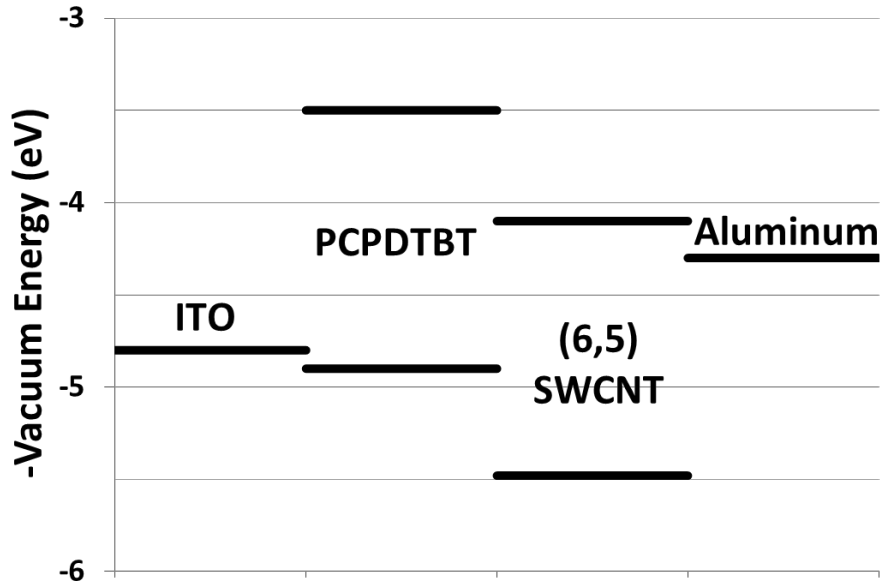 -Vacuum Energy (eV)
-3
-4
-5
-6
ITO
PCPDTBT
(6,5)
SWCNT
Aluminum